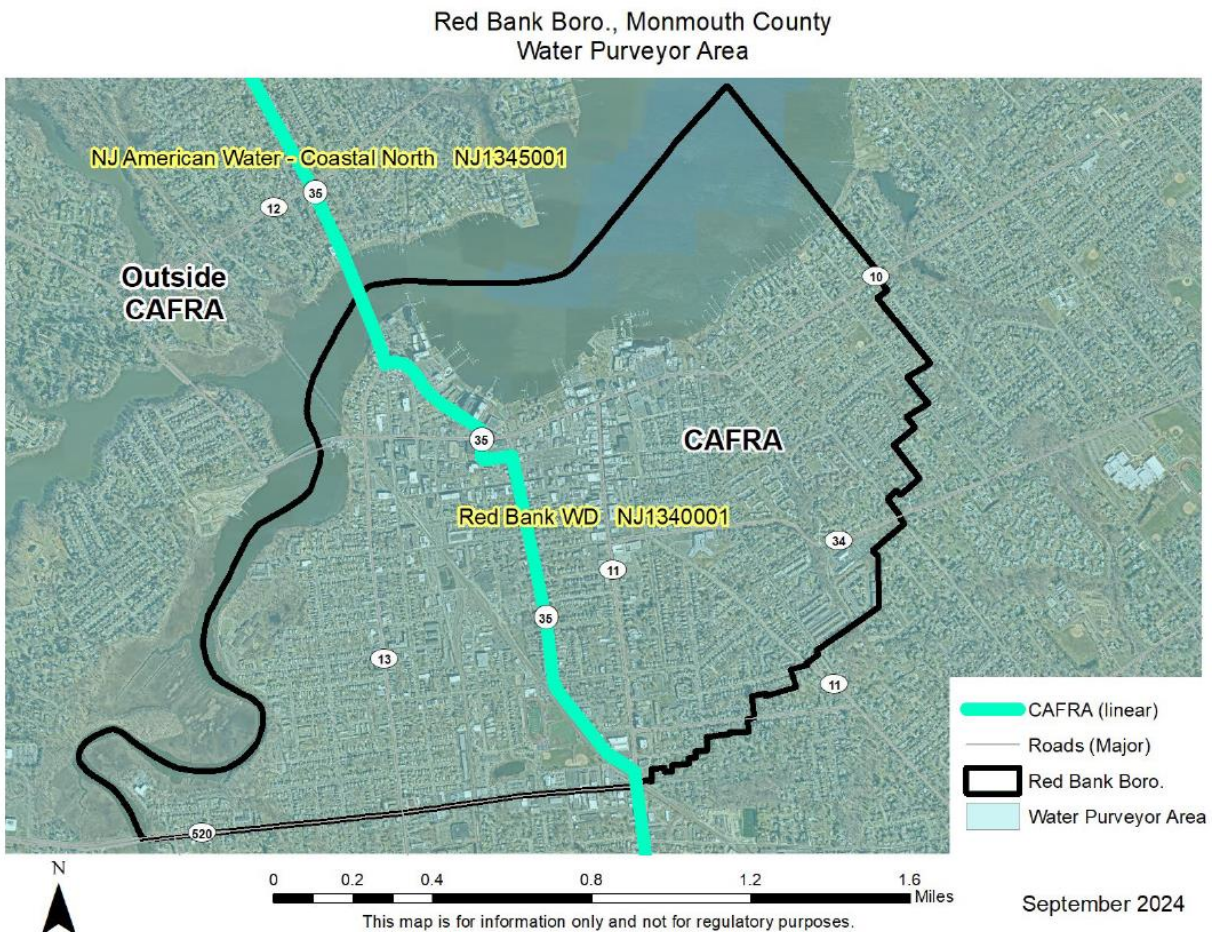 Red Bank Boro., Monmouth County
Water Purveyor Area
NJ American Water - Coastal North NJ1345001
35
12
Outside
CAFRA
10
35
CAFRA
Red Bank WD NJ1340001
34
11
35
13
11
520
CAFRA (linear)
Roads (Major)
Red Bank Boro.
Water Purveyor Area
N
0 0.2 0.4 0.8 1.2 1.6
Miles
This map is for information only and not for regulatory purposes.
September 2024